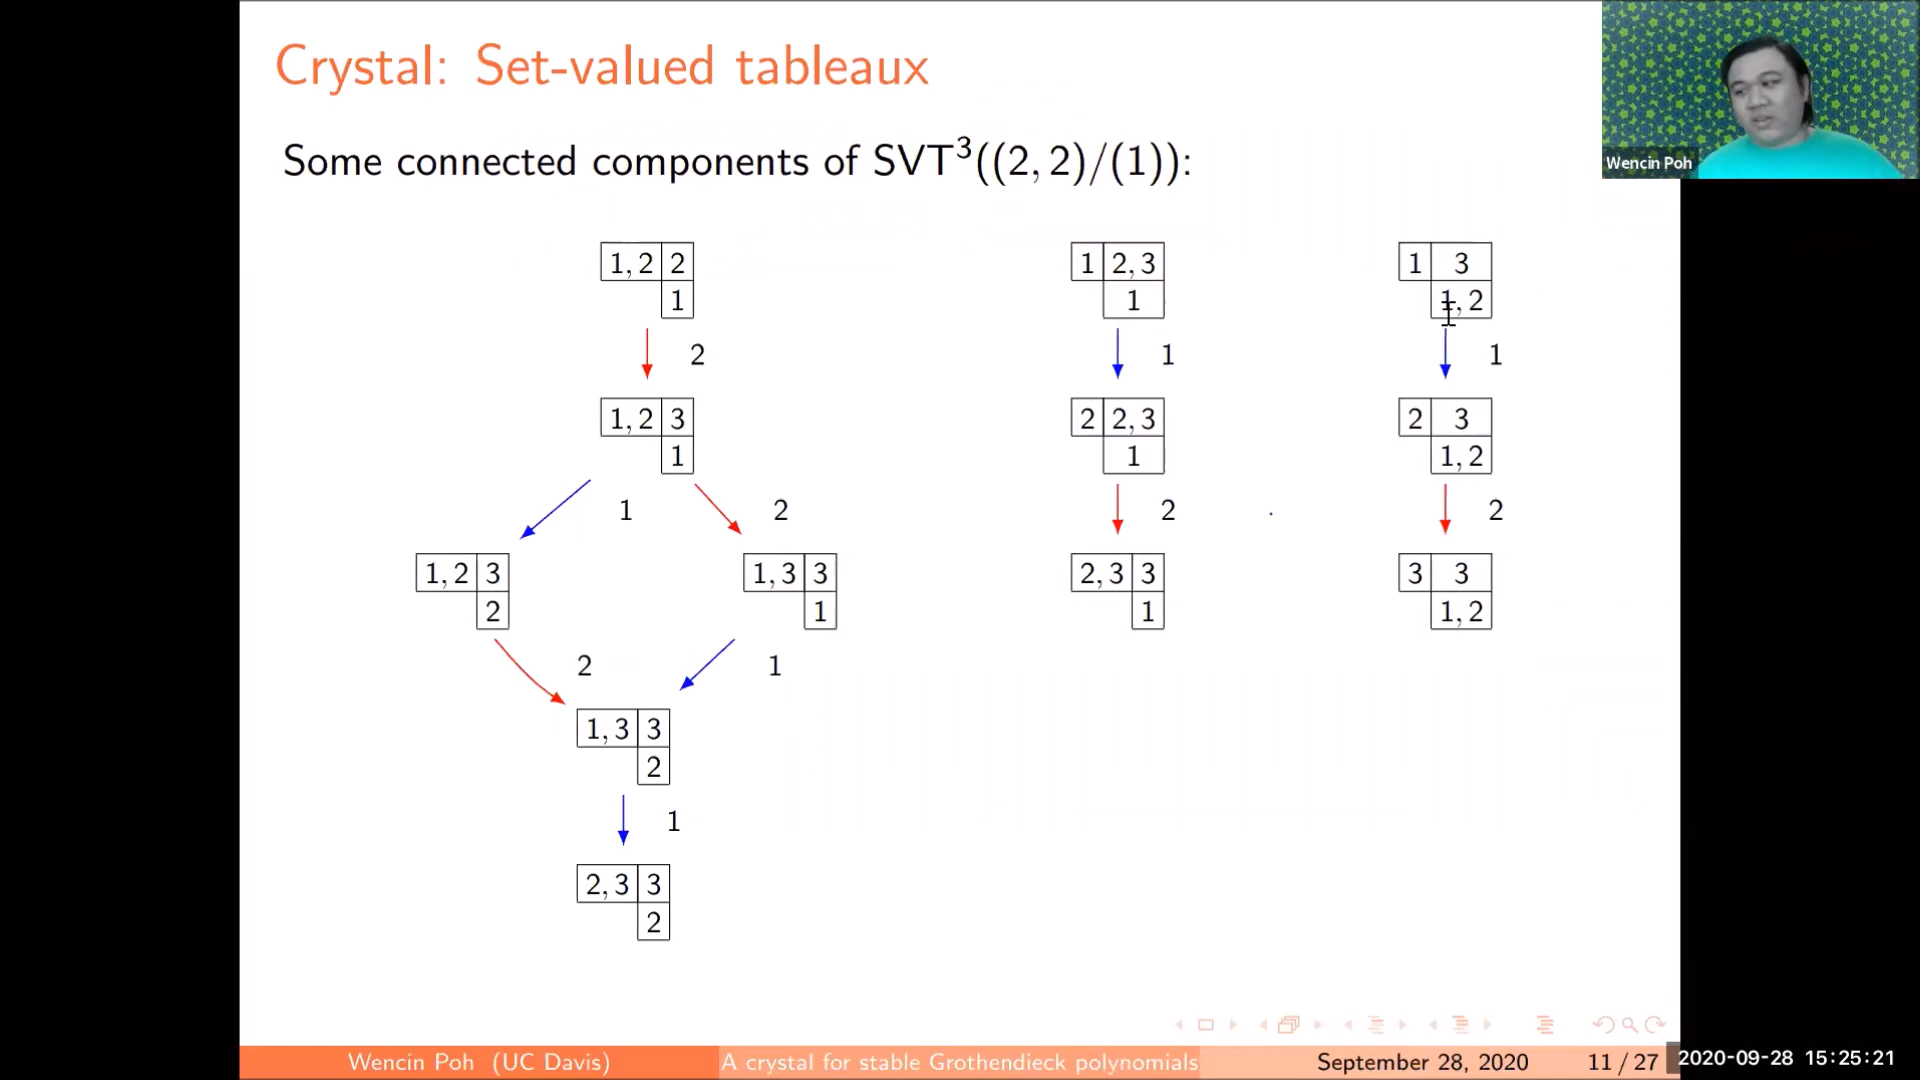 Crystal: Set-valued tableaux
Wencin Poh
Some connected components of SVT³((2, 2)/(1)):
1, 2 2
1
1 2, 3
1
1 3
1, 2
2
1
1
1, 2 3
1
2 2, 3
1
2 3
1, 2
1
2
2
2
1, 2 3
2
1, 3 3
1
2, 3 3
1
3 3
1, 2
2
1
1, 3 3
2
1
2, 3 3
2
Wencin Poh (UC Davis)
A crystal for stable Grothendieck polynomials
September 28, 2020
11 / 27
2020-09-28 15:25:21